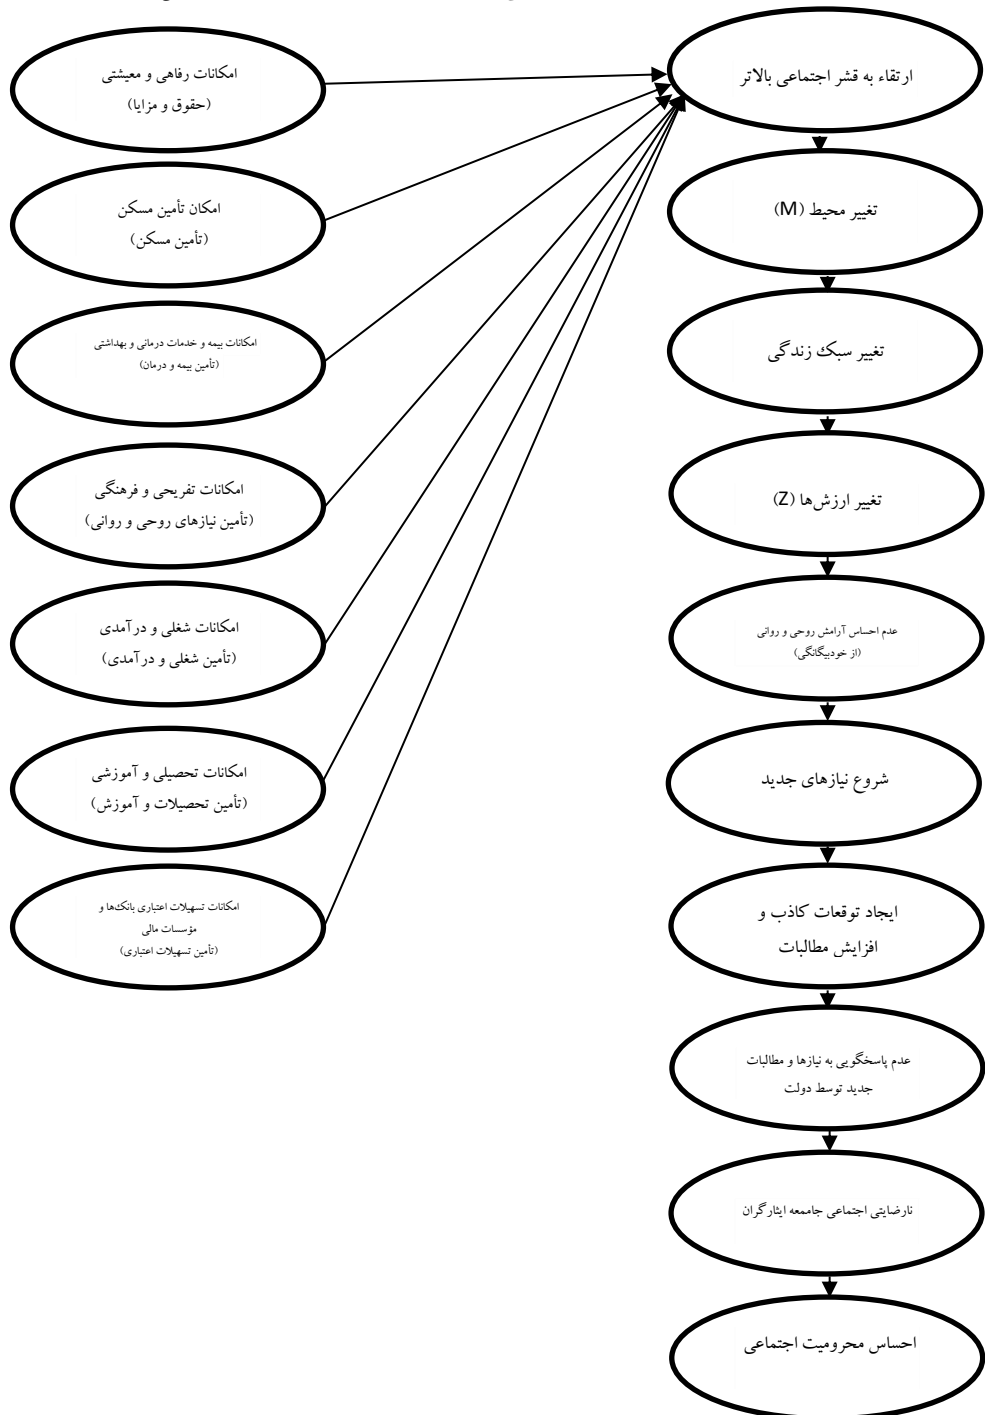 امکانات رفاهی و معیشتی
(حقوق و مزایا)
امکان تأمین مسکن
(تأمین مسکن)
امکانات بیمه و خدمات درمانی و بهداشتی
(تأمین بیمه و درمان)
امکانات تفریحی و فرهنگی
(تأمین نیازهای روحی و روانی)
امکانات شغلی و درآمدی
(تأمین شغلی و درآمدی)
امکانات تحصیلی و آموزشی
(تأمین تحصیلات و آموزش)
امکانات تسهیلات اعتباری بانک‌ها و
مؤسسات مالی
(تأمین تسهیلات اعتباری)
ارتقاء به قشر اجتماعی بالاتر
تغییر محیط (M)
تغییر سبک زندگی
تغییر ارزش‌ها (Z)
عدم احساس آرامش روحی و روانی
(از خودبیگانگی)
شروع نیازهای جدید
ایجاد توقعات کاذب و
افزایش مطالبات
عدم پاسخگویی به نیازها و مطالبات
جدید توسط دولت
نارضایتی اجتماعی جاممعه ایثارگران
احساس محرومیت اجتماعی